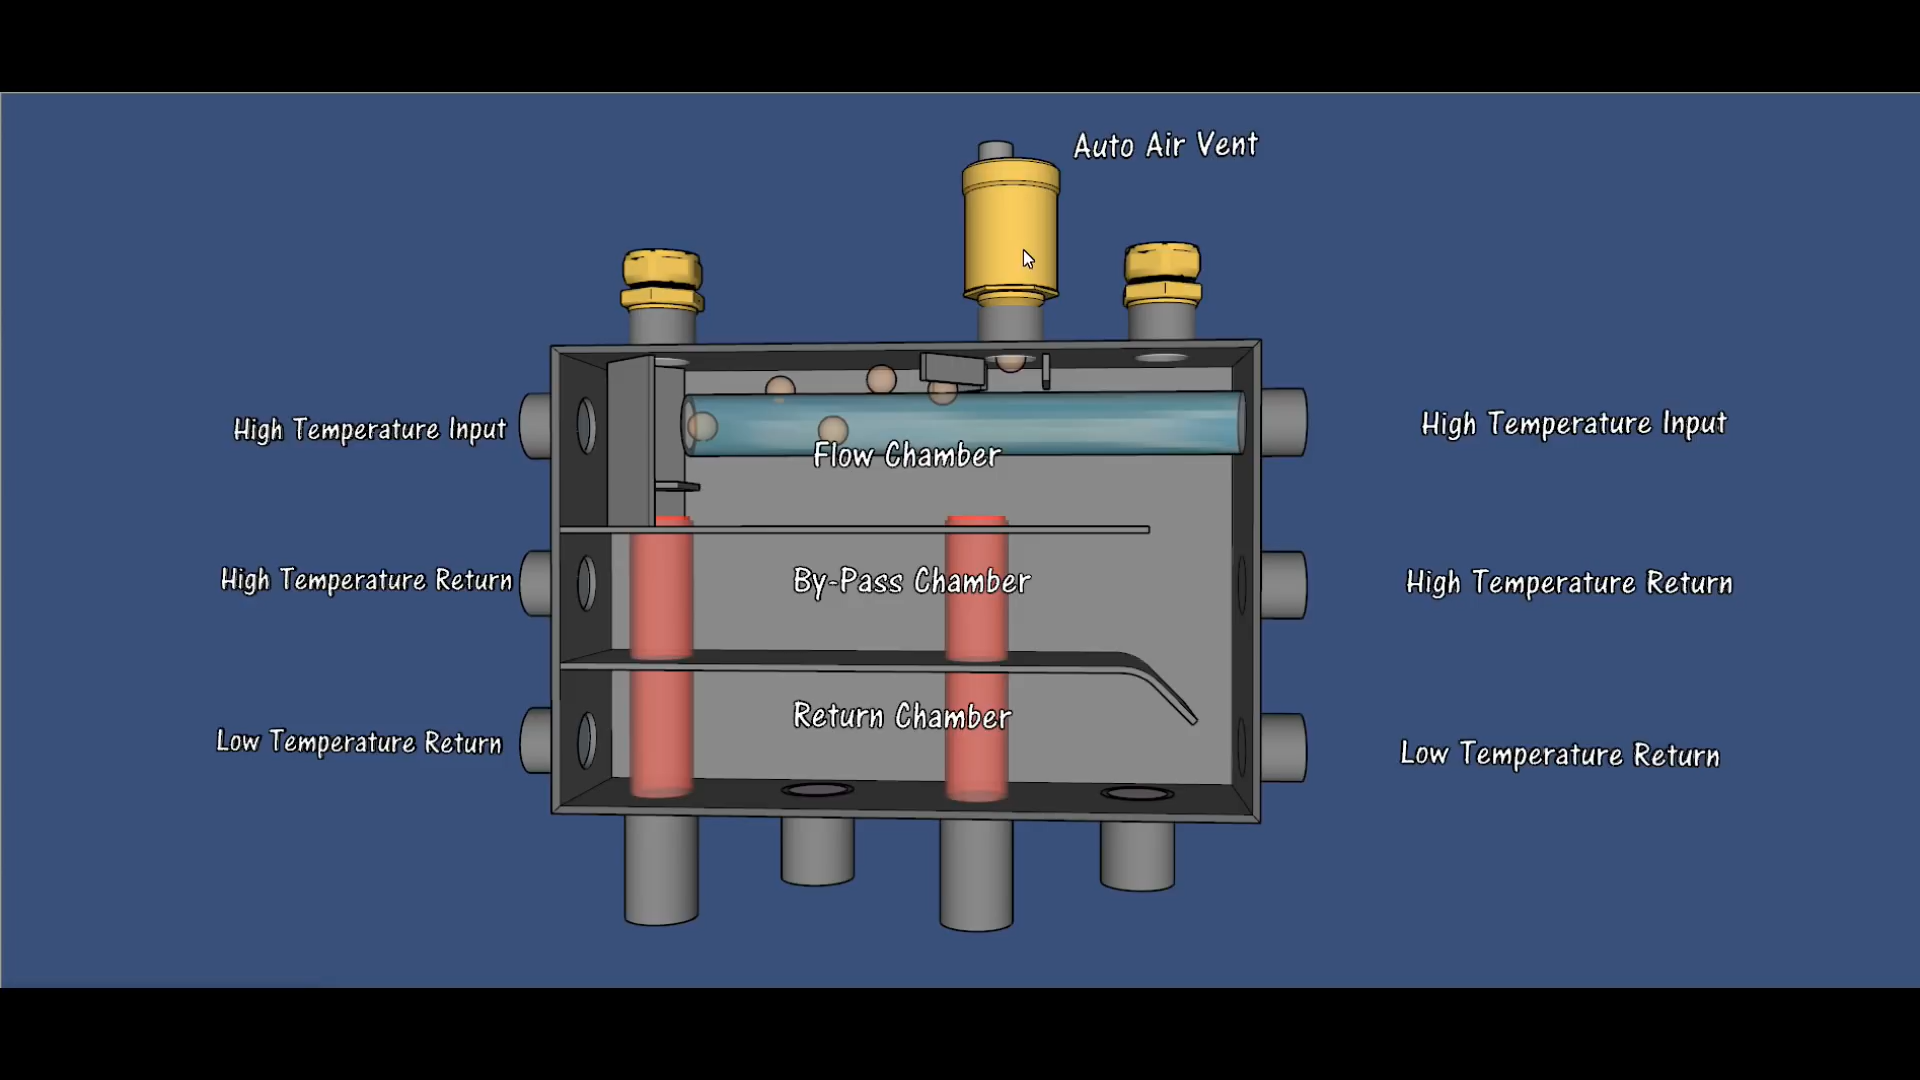 Auto Air Vent
High Temperature Input
High Temperature Input
Flow Chamber
High Temperature Return
By-Pass Chamber
High Temperature Return
Low Temperature Return
Return Chamber
Low Temperature Return